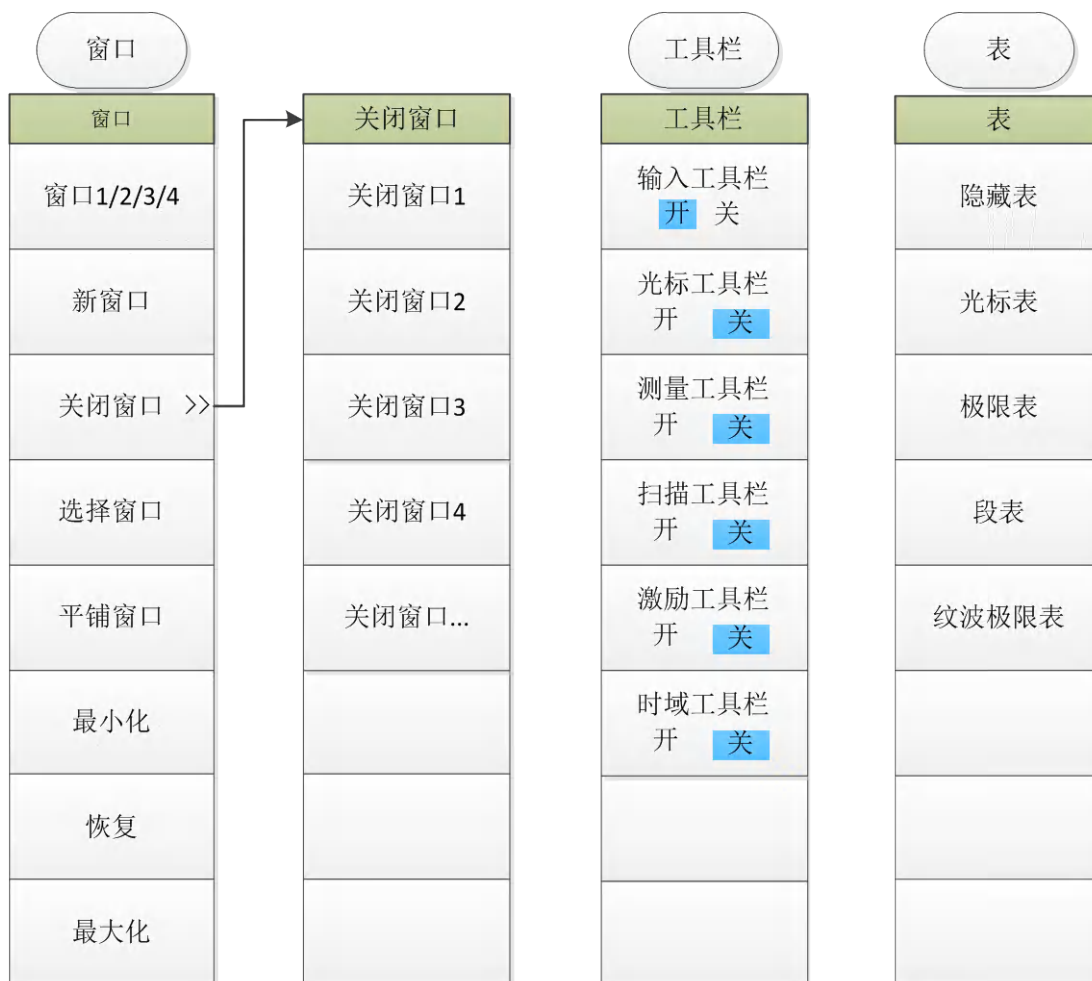 窗口
窗口
窗口1/2/3/4
新窗口
关闭窗口 >>
选择窗口
平铺窗口
最小化
恢复
最大化
关闭窗口
关闭窗口1
关闭窗口2
关闭窗口3
关闭窗口4
关闭窗口...
工具栏
工具栏
输入工具栏
开 关
光标工具栏
开 关
测量工具栏
开 关
扫描工具栏
开 关
激励工具栏
开 关
时域工具栏
开 关
表
表
隐藏表
光标表
极限表
段表
纹波极限表